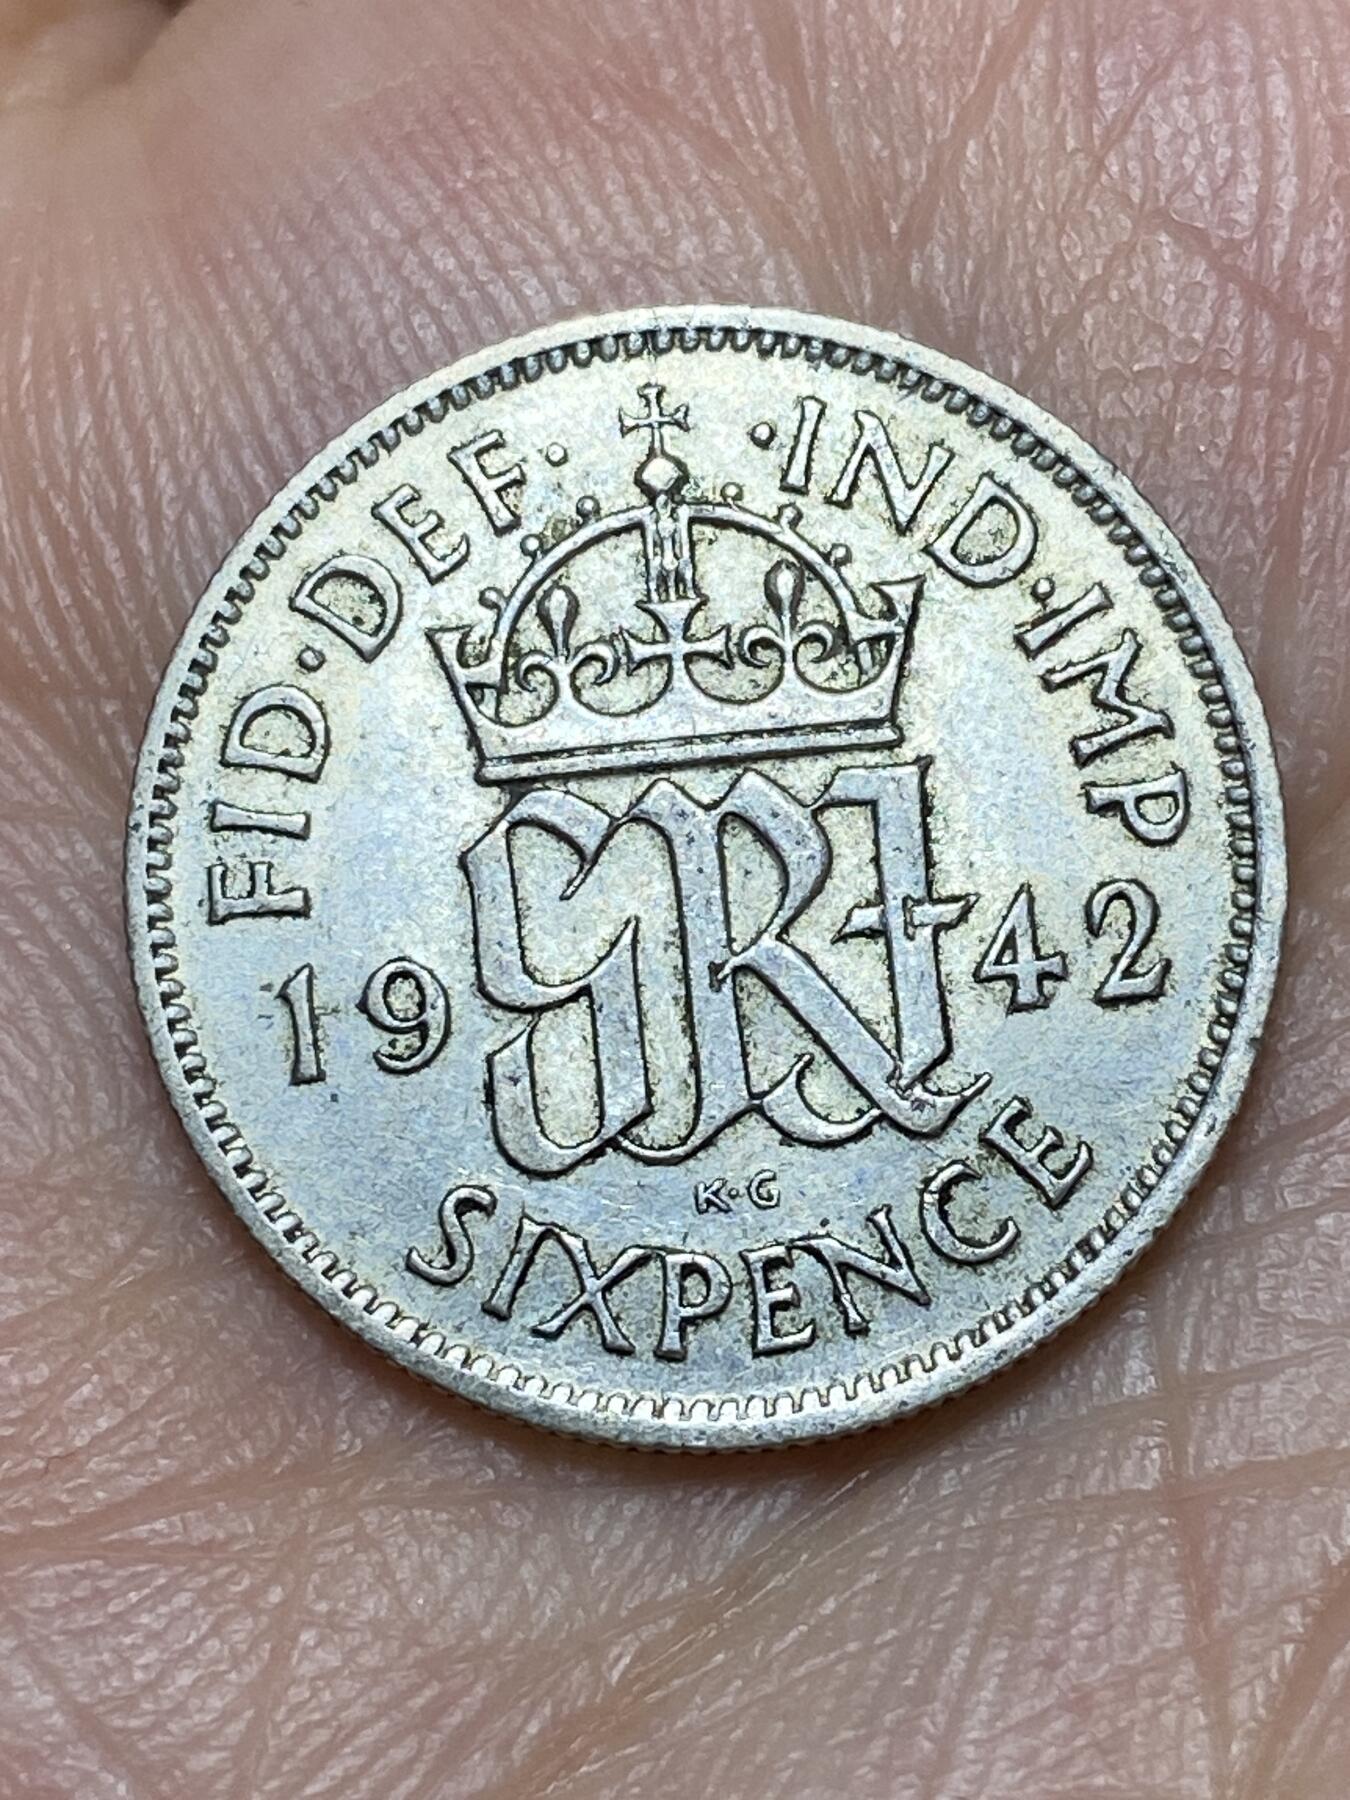 FID·DEF· ·IND·IMP
19 GRI 42
K·G
SIXPENCE